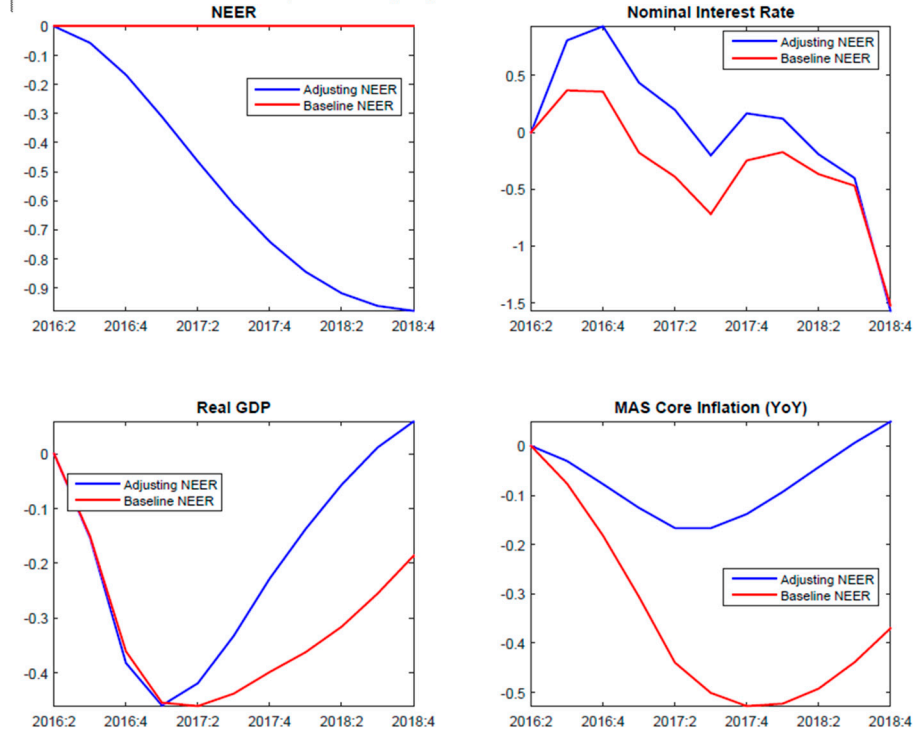 NEER
0
-0.1
-0.2
-0.3
-0.4
-0.5
-0.6
-0.7
-0.8
-0.9
Adjusting NEER
Baseline NEER
2016:2 2016:4 2017:2 2017:4 2018:2 2018:4
Nominal Interest Rate
0.5
0
-0.5
-1
-1.5
Adjusting NEER
Baseline NEER
2016:2 2016:4 2017:2 2017:4 2018:2 2018:4
Real GDP
0
-0.1
-0.2
-0.3
-0.4
Adjusting NEER
Baseline NEER
2016:2 2016:4 2017:2 2017:4 2018:2 2018:4
MAS Core Inflation (YoY)
0
-0.1
-0.2
-0.3
-0.4
-0.5
Adjusting NEER
Baseline NEER
2016:2 2016:4 2017:2 2017:4 2018:2 2018:4